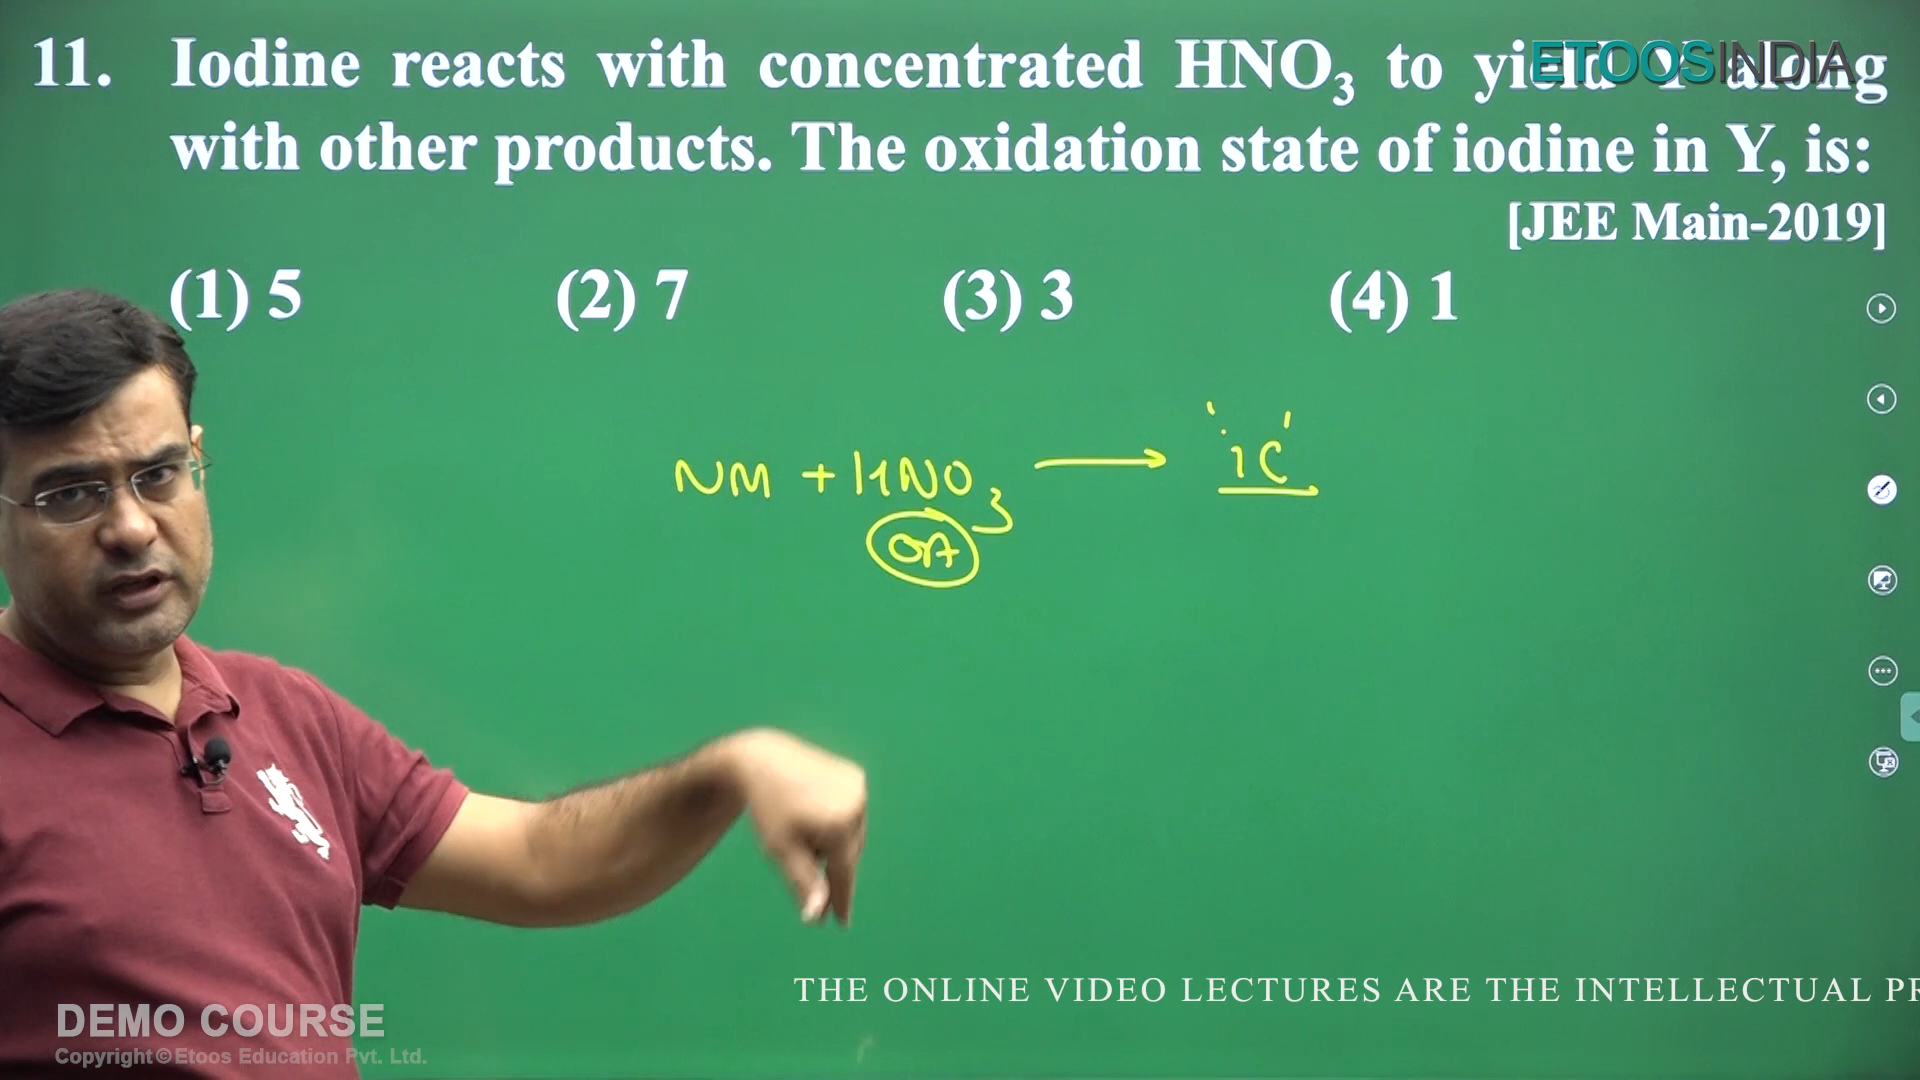 11. Iodine reacts with concentrated HNO₃ to yield Y along
ETOOSINDIA
with other products. The oxidation state of iodine in Y, is:
[JEE Main-2019]
(1) 5 (2) 7 (3) 3 (4) 1
NM + HNO₃ → 'ic'
OA
THE ONLINE VIDEO LECTURES ARE THE INTELLECTUAL PR
DEMO COURSE
Copyright©Etoos Education Pvt. Ltd.